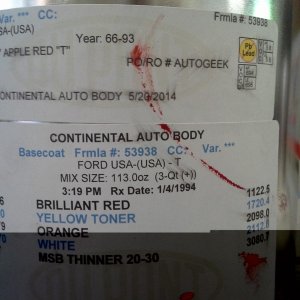 Var. *** CC: Frmla #: 53938
USA-(USA)
Year: 66-93
APPLE RED "T"
Pb
Lead
PO/RO # AUTOGEEK
CONTINENTAL AUTO BODY 5/20/2014
CONTINENTAL AUTO BODY
Basecoat Frmla #: 53938 CC: Var. ***
FORD USA-(USA) - T
MIX SIZE: 113.0oz (3-Qt (+))
3:19 PM Rx Date: 1/4/1994
BRILLIANT RED 1122.5
YELLOW TONER 1720.4
ORANGE 2098.0
WHITE
MSB THINNER 20-30